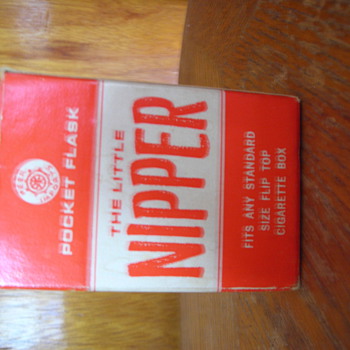 POCKET FLASK
THE LITTLE
NIPPER
FITS ANY STANDARD
SIZE FLIP TOP
CIGARETTE BOX